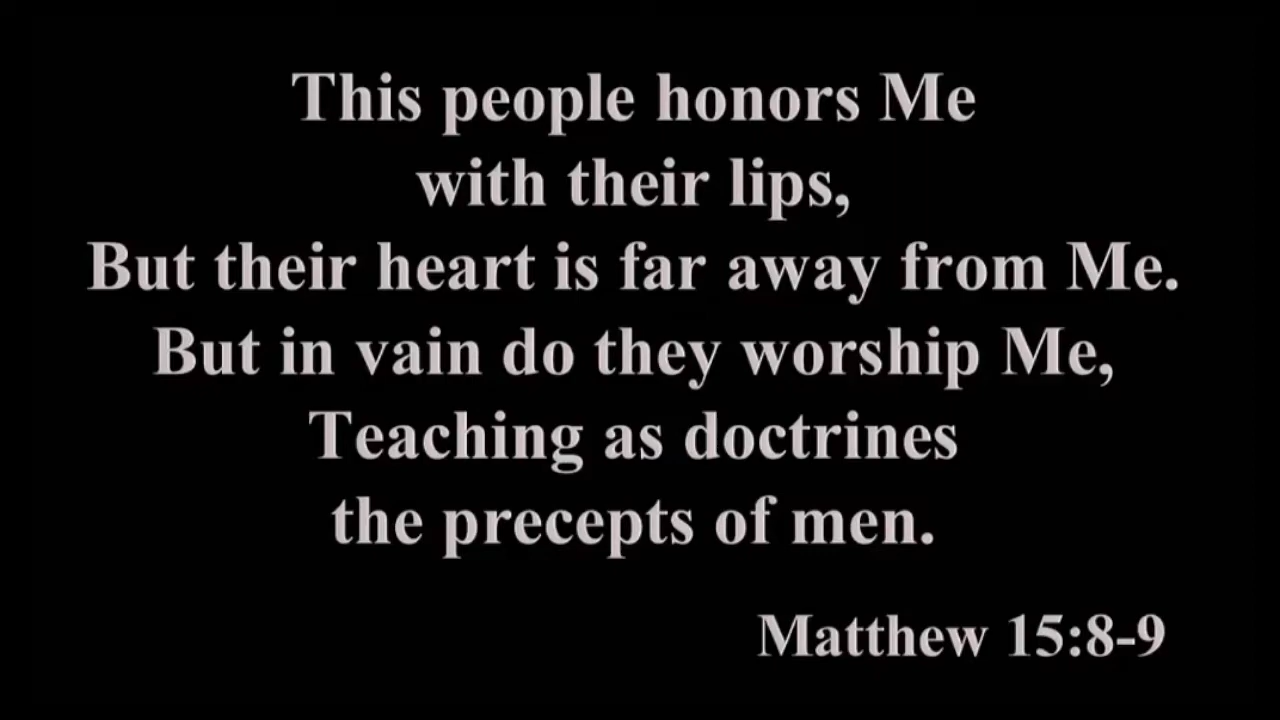 This people honors Me
with their lips,
But their heart is far away from Me.
But in vain do they worship Me,
Teaching as doctrines
the precepts of men.
Matthew 15:8-9